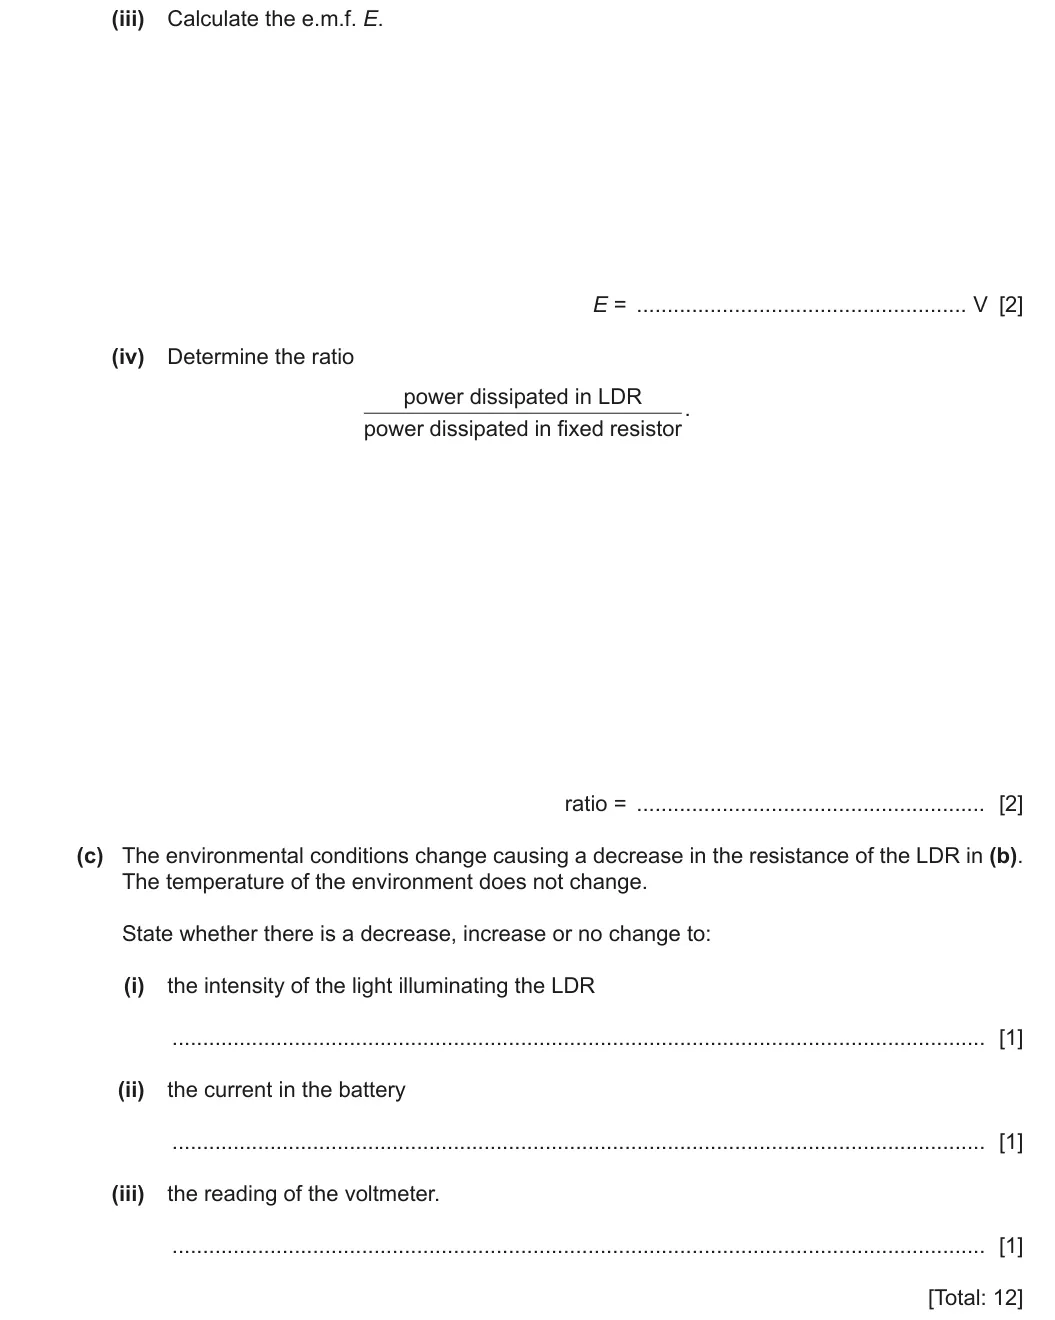 (iii) Calculate the e.m.f. E.
E = ...................................................... V [2]
(iv) Determine the ratio
power dissipated in LDR
power dissipated in fixed resistor.
ratio = ......................................................... [2]
(c) The environmental conditions change causing a decrease in the resistance of the LDR in (b).
The temperature of the environment does not change.
State whether there is a decrease, increase or no change to:
(i) the intensity of the light illuminating the LDR
..................................................................................................................................... [1]
(ii) the current in the battery
..................................................................................................................................... [1]
(iii) the reading of the voltmeter.
..................................................................................................................................... [1]
[Total: 12]